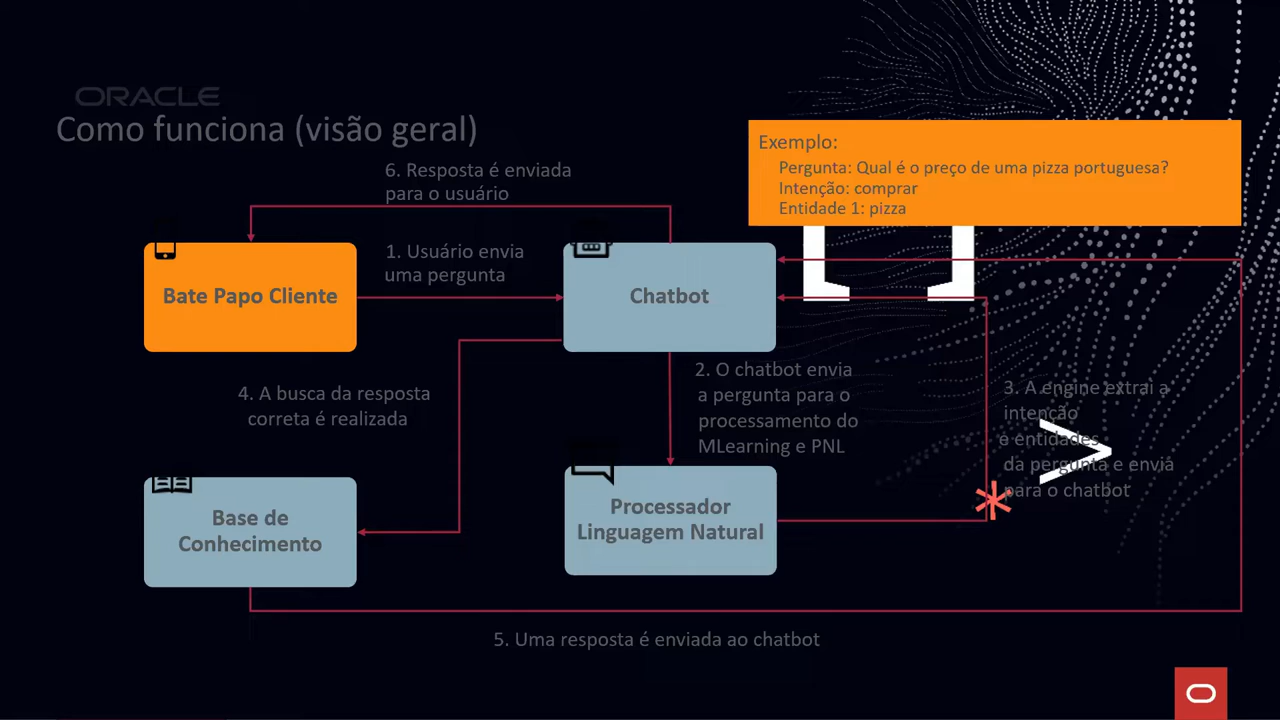 ORACLE
Como funciona (visão geral)
Exemplo:
Pergunta: Qual é o preço de uma pizza portuguesa?
Intenção: comprar
Entidade 1: pizza
6. Resposta é enviada
para o usuário
1. Usuário envia
uma pergunta
Bate Papo Cliente
Chatbot
2. O chatbot envia
a pergunta para o
processamento do
MLearning e PNL
3. A engine extrai a
intenção
e entidades
da pergunta e envia
para o chatbot
4. A busca da resposta
correta é realizada
Base de
Conhecimento
Processador
Linguagem Natural
5. Uma resposta é enviada ao chatbot